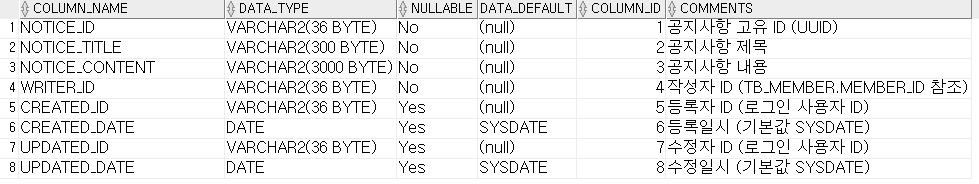 COLUMN_NAME DATA_TYPE NULLABLE DATA_DEFAULT COLUMN_ID COMMENTS
1 NOTICE_ID VARCHAR2(36 BYTE) No (null) 1 공지사항 고유 ID (UUID)
2 NOTICE_TITLE VARCHAR2(300 BYTE) No (null) 2 공지사항 제목
3 NOTICE_CONTENT VARCHAR2(3000 BYTE) No (null) 3 공지사항 내용
4 WRITER_ID VARCHAR2(36 BYTE) No (null) 4 작성자 ID (TB_MEMBER.MEMBER_ID 참조)
5 CREATED_ID VARCHAR2(36 BYTE) Yes (null) 5 등록자 ID (로그인 사용자 ID)
6 CREATED_DATE DATE Yes SYSDATE 6 등록일시 (기본값 SYSDATE)
7 UPDATED_ID VARCHAR2(36 BYTE) Yes (null) 7 수정자 ID (로그인 사용자 ID)
8 UPDATED_DATE DATE Yes SYSDATE 8 수정일시 (기본값 SYSDATE)